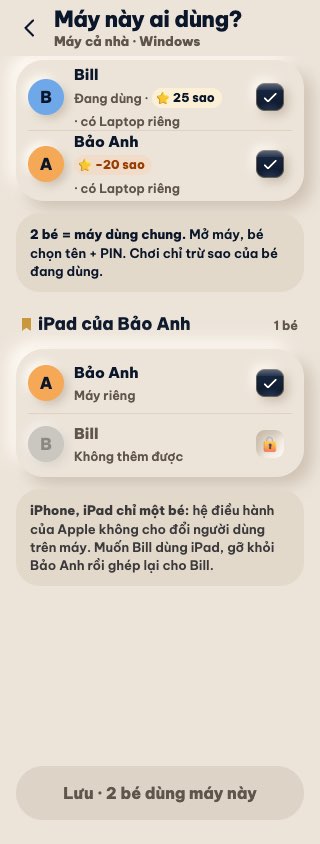 Máy này ai dùng?
Máy cả nhà · Windows
B
Bill
Đang dùng · ⭐ 25 sao
· có Laptop riêng
A
Bảo Anh
⭐ −20 sao
· có Laptop riêng
2 bé = máy dùng chung. Mở máy, bé
chọn tên + PIN. Chơi chỉ trừ sao của bé
đang dùng.
iPad của Bảo Anh
1 bé
A
Bảo Anh
Máy riêng
B
Bill
Không thêm được
iPhone, iPad chỉ một bé: hệ điều hành
của Apple không cho đổi người dùng
trên máy. Muốn Bill dùng iPad, gỡ khỏi
Bảo Anh rồi ghép lại cho Bill.
Lưu · 2 bé dùng máy này